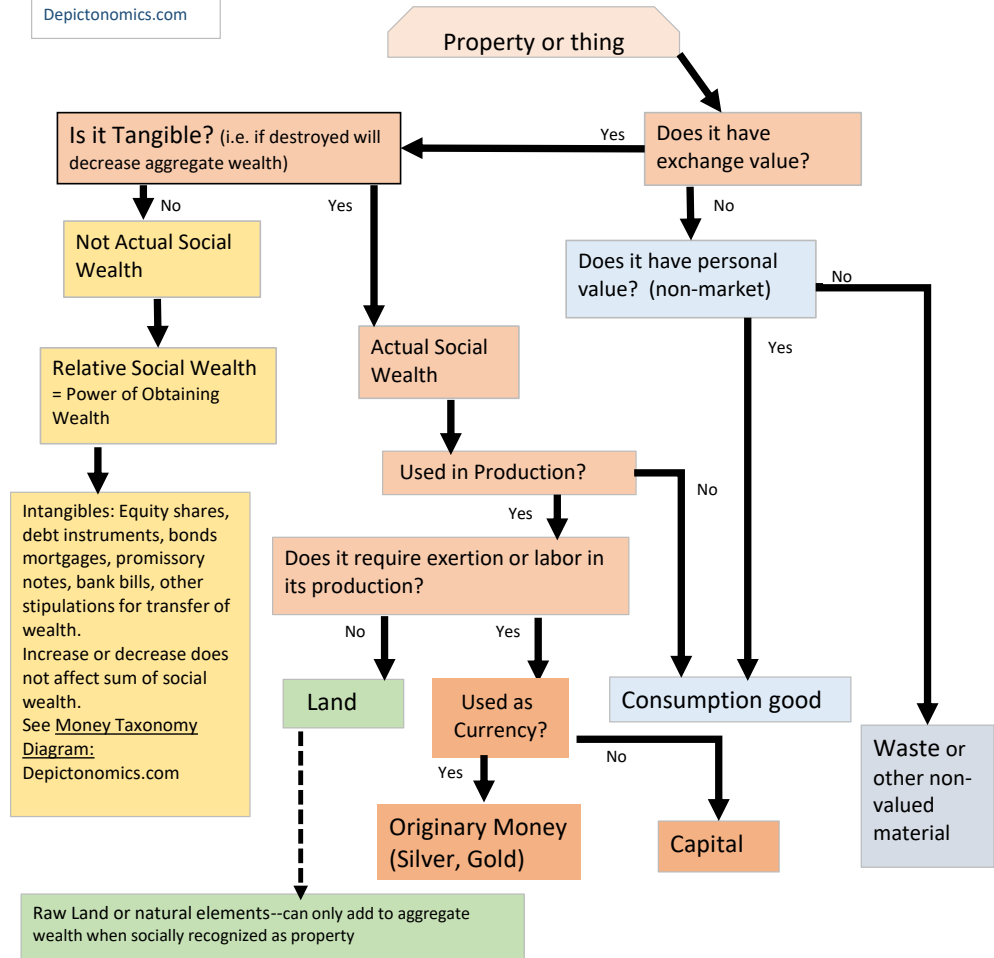 Depictonomics.com
Property or thing
Does it have
exchange value?
Yes
Is it Tangible? (i.e. if destroyed will
decrease aggregate wealth)
No
Yes
No
Not Actual Social
Wealth
Does it have personal
value? (non-market)
No
Yes
Relative Social Wealth
= Power of Obtaining
Wealth
Actual Social
Wealth
Used in Production?
No
Yes
Intangibles: Equity shares,
debt instruments, bonds
mortgages, promissory
notes, bank bills, other
stipulations for transfer of
wealth.
Increase or decrease does
not affect sum of social
wealth.
See Money Taxonomy
Diagram:
Depictonomics.com
Does it require exertion or labor in
its production?
No
Yes
Land
Used as
Currency?
Consumption good
Waste or
other non-
valued
material
Yes
No
Originary Money
(Silver, Gold)
Capital
Raw Land or natural elements--can only add to aggregate
wealth when socially recognized as property